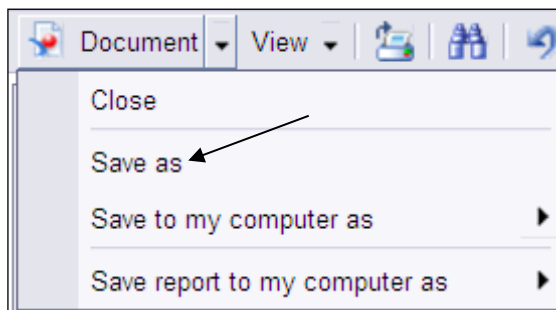 Document View
Close
Save as
Save to my computer as
Save report to my computer as